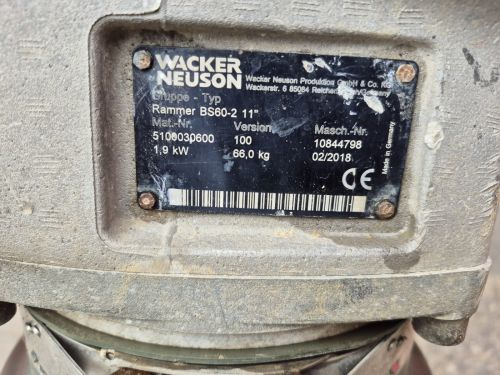 WACKER
NEUSON
Wacker Neuson Produktion GmbH & Co. KG
Wackerstr. 6 85084 Reichertshofen/Germany
Gruppe - Typ
Rammer BS60-2 11"
Mat.-Nr. Version Masch.-Nr.
5100030600 100 10844798
1,9 kW 66,0 kg 02/2018
Made in Germany
CE